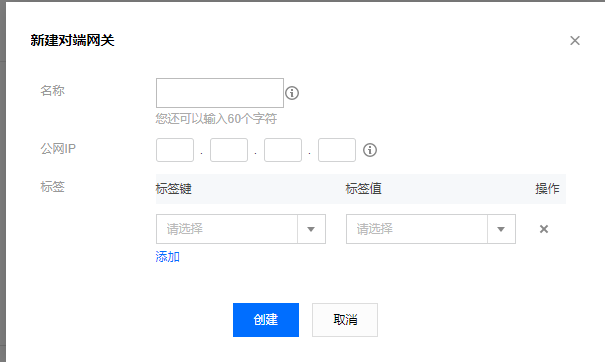 新建对端网关
名称
您还可以输入60个字符
公网IP . . .
标签 标签键 标签值 操作
请选择 请选择
添加
创建 取消